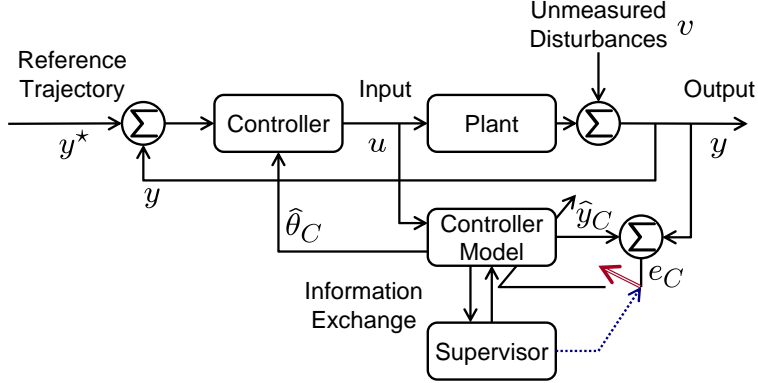 Unmeasured
Disturbances v
Reference
Trajectory
Input
Output
Σ
Controller
Plant
Σ
y⋆
u
y
y
θ̂_C
Controller
Model
ŷ_C
Σ
e_C
Information
Exchange
Supervisor